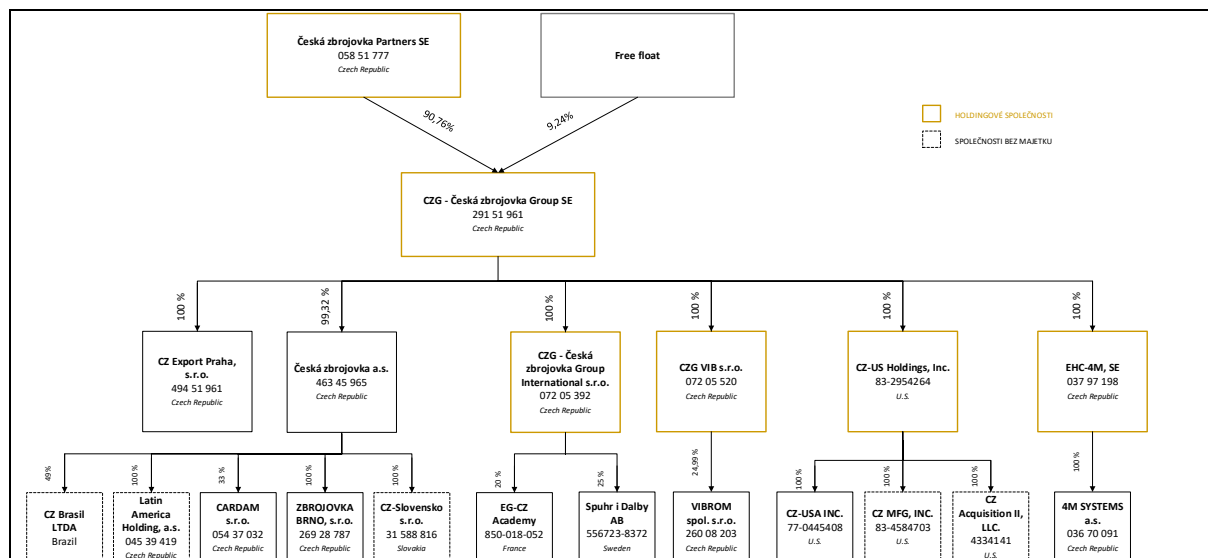 Česká zbrojovka Partners SE
058 51 777
Czech Republic
Free float
HOLDINGOVÉ SPOLEČNOSTI
SPOLEČNOSTI BEZ MAJETKU
90,76%
9,24%
CZG - Česká zbrojovka Group SE
291 51 961
Czech Republic
100 %
99,32 %
100 %
100 %
100 %
100 %
CZ Export Praha,
s.r.o.
494 51 961
Czech Republic
Česká zbrojovka a.s.
463 45 965
Czech Republic
CZG - Česká
zbrojovka Group
International s.r.o.
072 05 392
Czech Republic
CZG VIB s.r.o.
072 05 520
Czech Republic
CZ-US Holdings, Inc.
83-2954264
U.S.
EHC-4M, SE
037 97 198
Czech Republic
49%
100 %
33 %
100%
100%
20 %
25 %
24,99 %
100%
100 %
100 %
100%
CZ Brasil
LTDA
Brazil
Latin
America
Holding, a.s.
045 39 419
Czech Republic
CARDAM
s.r.o.
054 37 032
Czech Republic
ZBROJOVKA
BRNO, s.r.o.
269 28 787
Czech Republic
CZ-Slovensko
s.r.o.
31 588 816
Slovakia
EG-CZ
Academy
850-018-052
France
Spuhr i Dalby
AB
556723-8372
Sweden
VIBROM
spol. s.r.o.
260 08 203
Czech Republic
CZ-USA INC.
77-0445408
U.S.
CZ MFG, INC.
83-4584703
U.S.
CZ
Acquisition II,
LLC.
4334141
U.S.
4M SYSTEMS
a.s.
036 70 091
Czech Republic